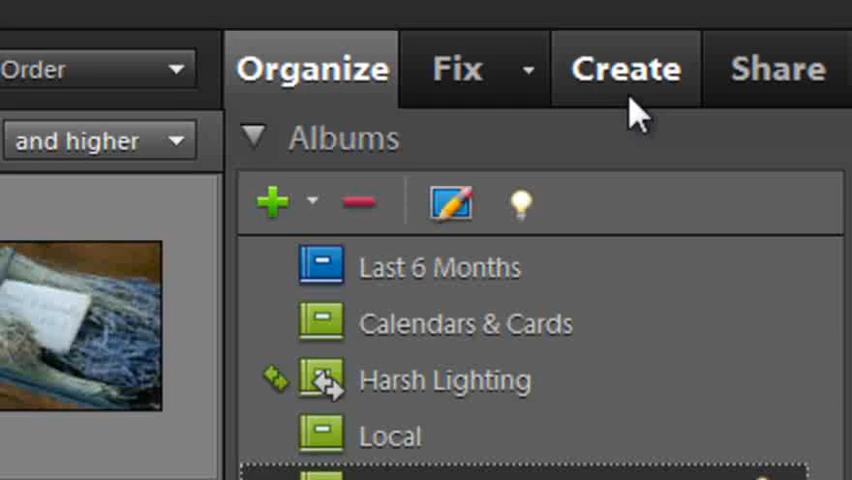 Order
Organize Fix Create Share
and higher
Albums
Last 6 Months
Calendars & Cards
Harsh Lighting
Local